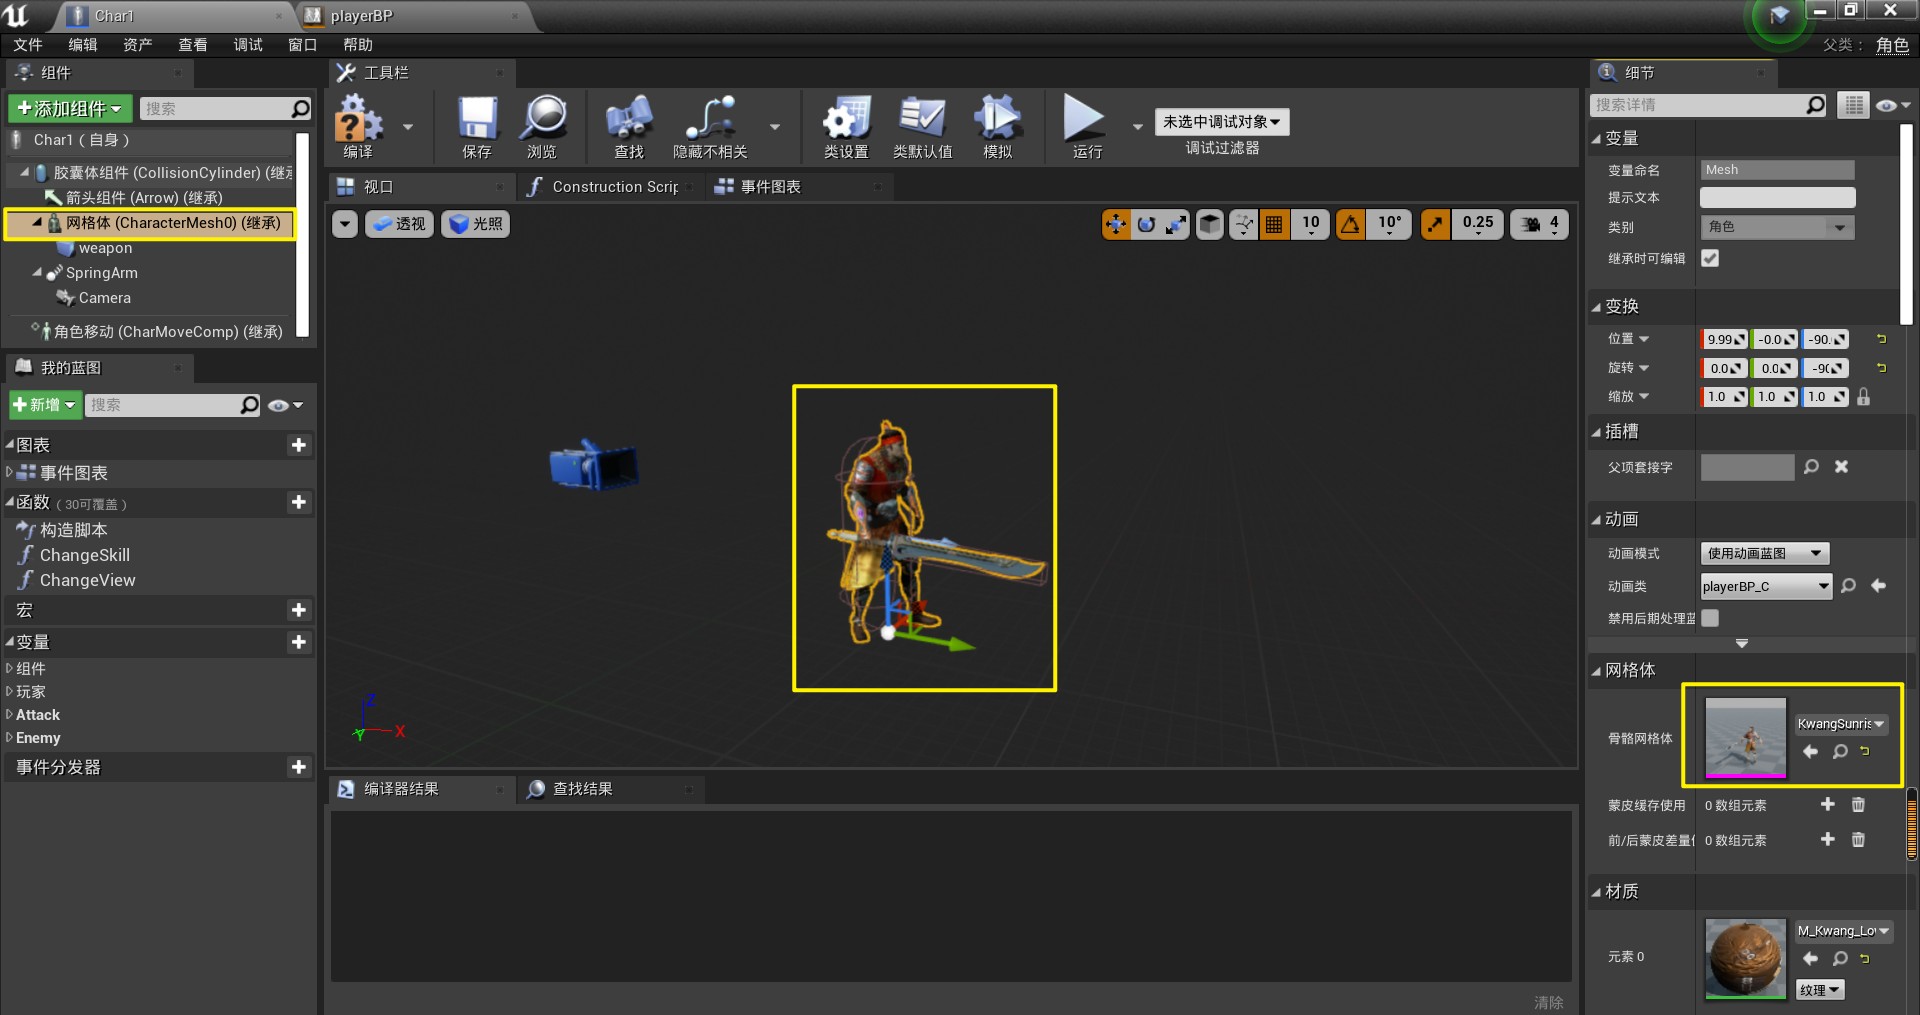 Char1
playerBP
文件 编辑 资产 查看 调试 窗口 帮助
父类： 角色
组件
添加组件
搜索
Char1（自身）
胶囊体组件 (CollisionCylinder) (继
箭头组件 (Arrow) (继承)
网格体 (CharacterMesh0) (继承)
weapon
SpringArm
Camera
角色移动 (CharMoveComp) (继承)
我的蓝图
新增
搜索
图表
事件图表
函数（30可覆盖）
构造脚本
ChangeSkill
ChangeView
宏
变量
组件
玩家
Attack
Enemy
事件分发器
工具栏
编译
保存
浏览
查找
隐藏不相关
类设置
类默认值
模拟
运行
未选中调试对象
调试过滤器
视口
Construction Scrip
事件图表
透视
光照
10
10°
0.25
4
Z
X
Y
编译器结果
查找结果
清除
细节
搜索详情
变量
变量命名 Mesh
提示文本
类别 角色
继承时可编辑
变换
位置 9.99 -0.0 -90.
旋转 0.0 0.0 -90
缩放 1.0 1.0 1.0
插槽
父项套接字
动画
动画模式 使用动画蓝图
动画类 playerBP_C
禁用后期处理蓝
网格体
骨骼网格体 KwangSunris
蒙皮缓存使用 0 数组元素
前/后蒙皮差量 0 数组元素
材质
元素 0 M_Kwang_Lo
纹理